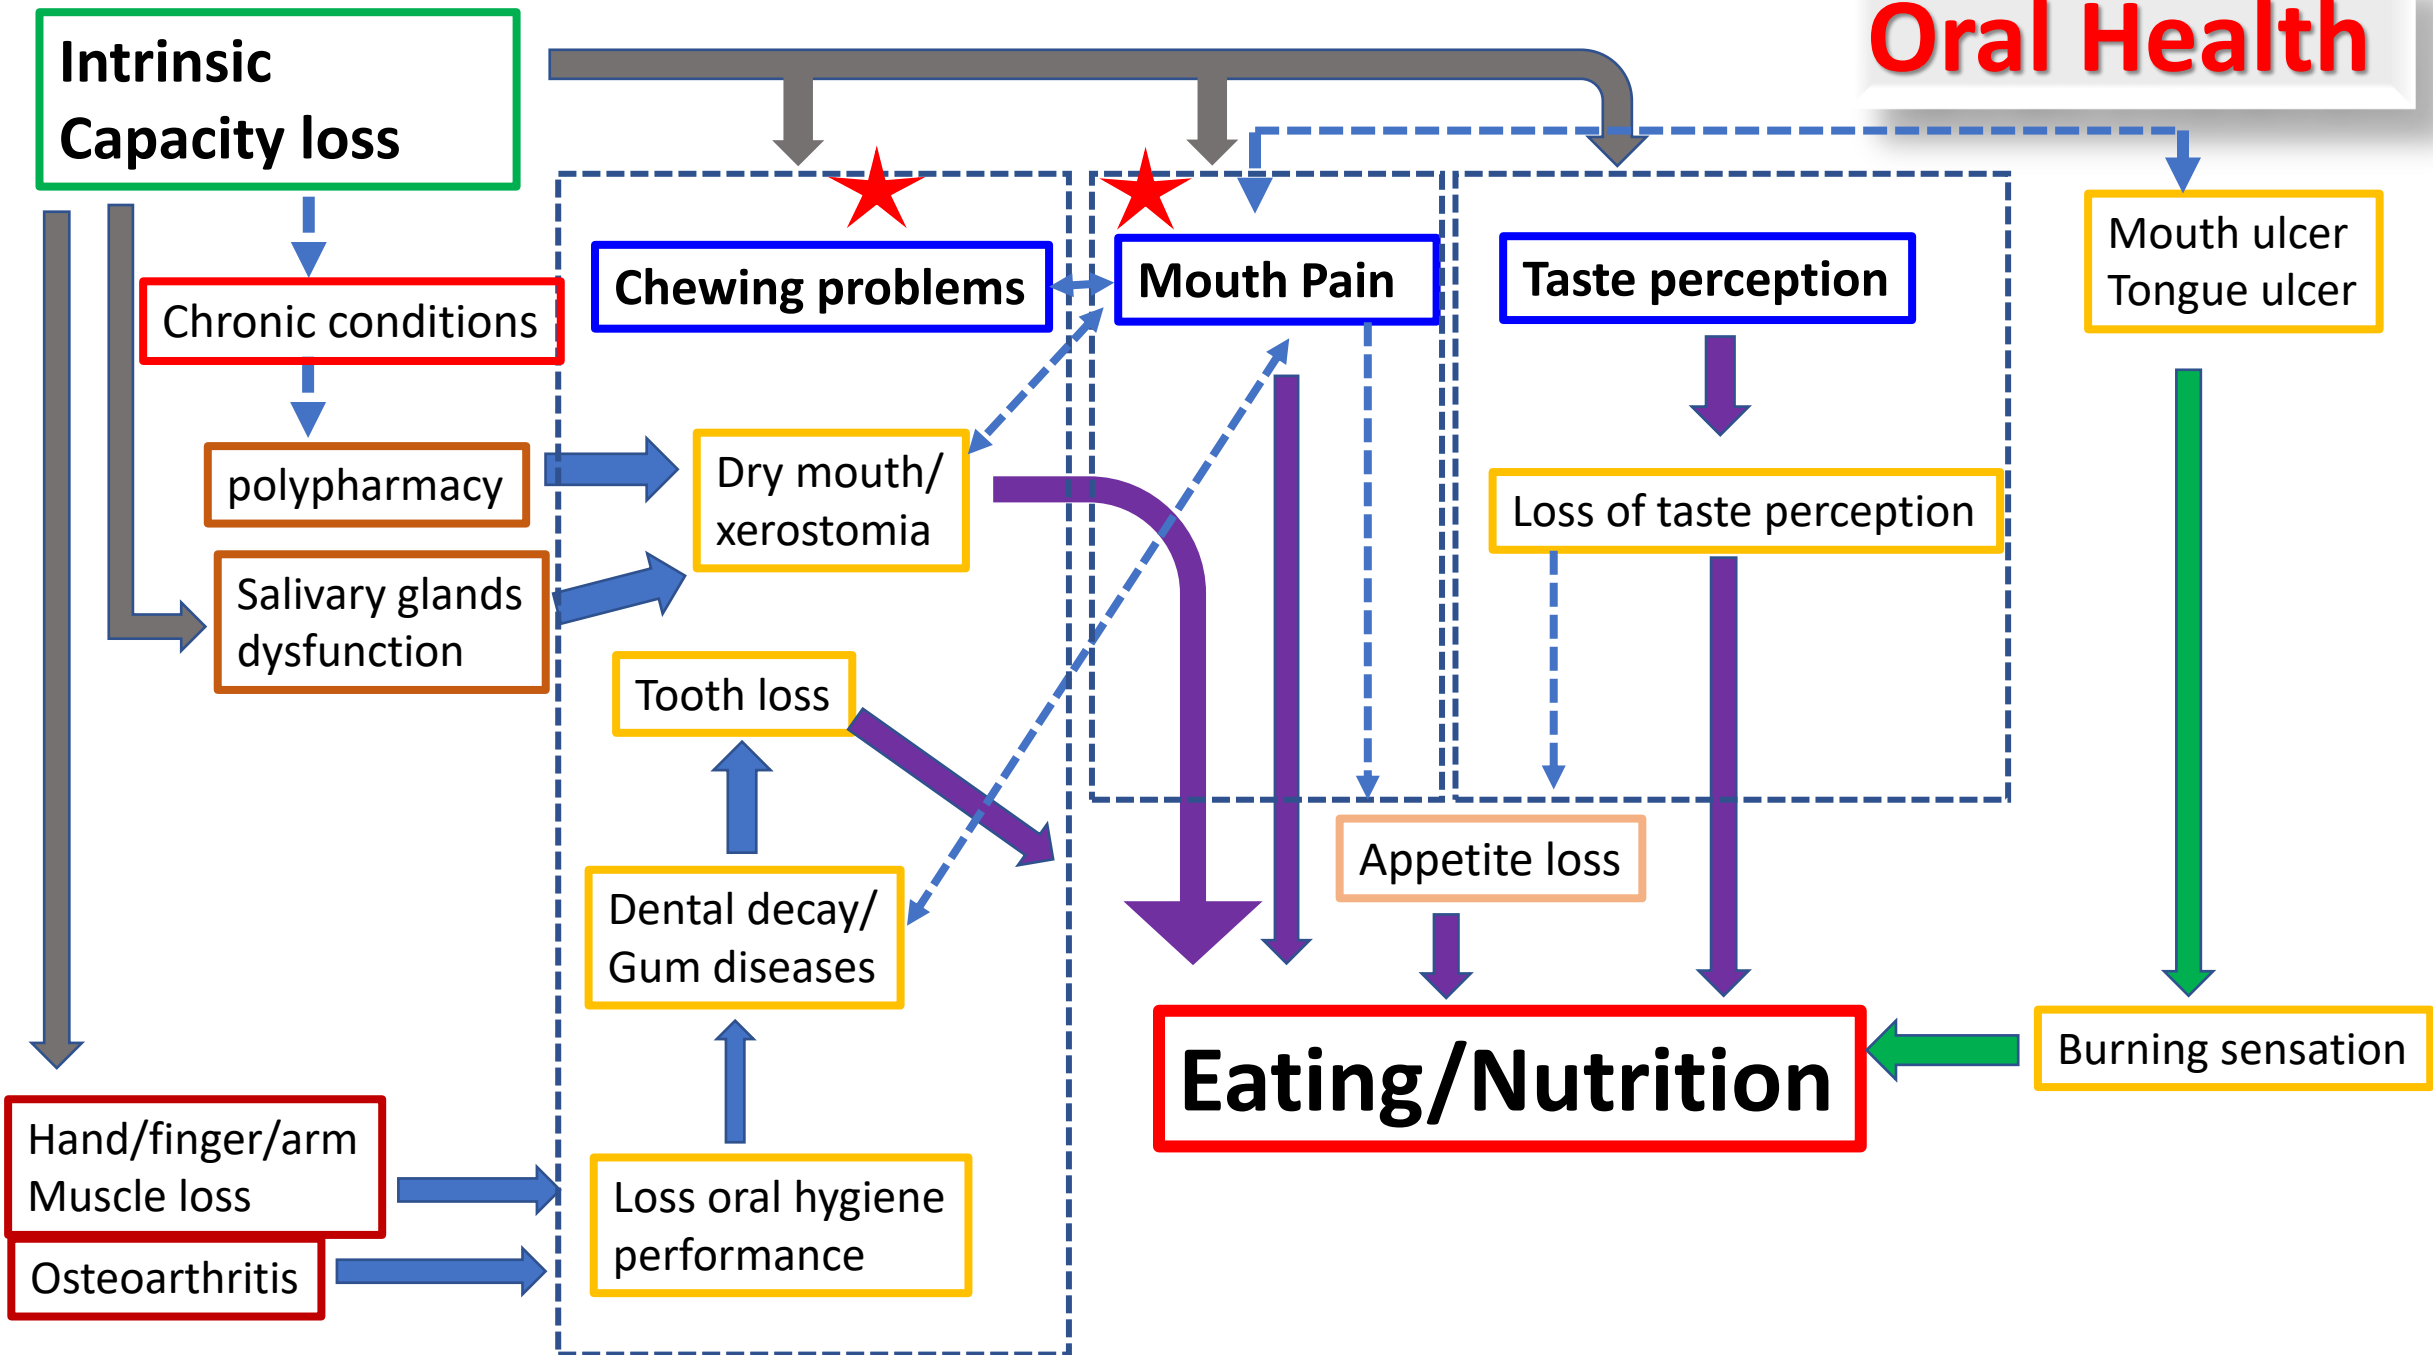 Oral Health
Intrinsic
Capacity loss
Chewing problems
Mouth Pain
Taste perception
Mouth ulcer
Tongue ulcer
Chronic conditions
polypharmacy
Dry mouth/
xerostomia
Loss of taste perception
Salivary glands
dysfunction
Tooth loss
Appetite loss
Dental decay/
Gum diseases
Eating/Nutrition
Burning sensation
Hand/finger/arm
Muscle loss
Loss oral hygiene
performance
Osteoarthritis